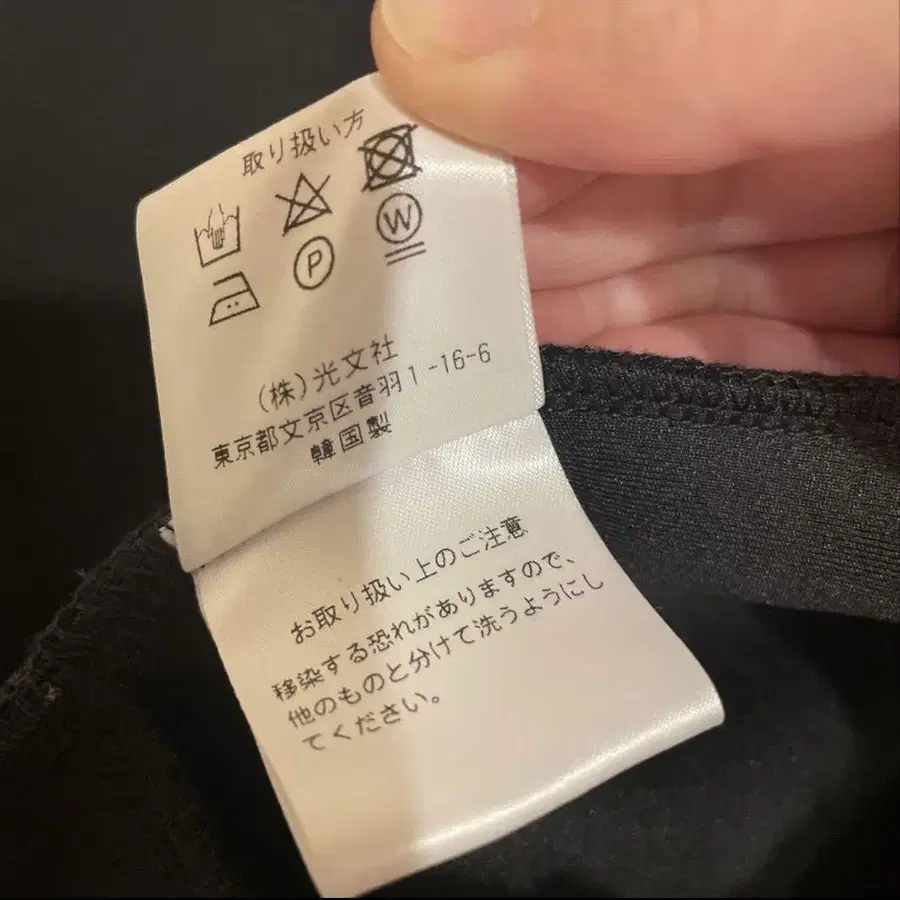 取り扱い方
P
W
(株)光文社
東京都文京区音羽1-16-6
韓国製
お取り扱い上のご注意
移染する恐れがありますので、
他のものと分けて洗うようにし
てください。